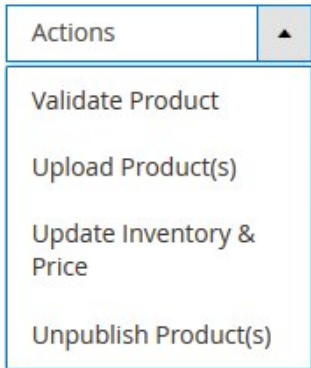 Actions
Validate Product
Upload Product(s)
Update Inventory &
Price
Unpublish Product(s)